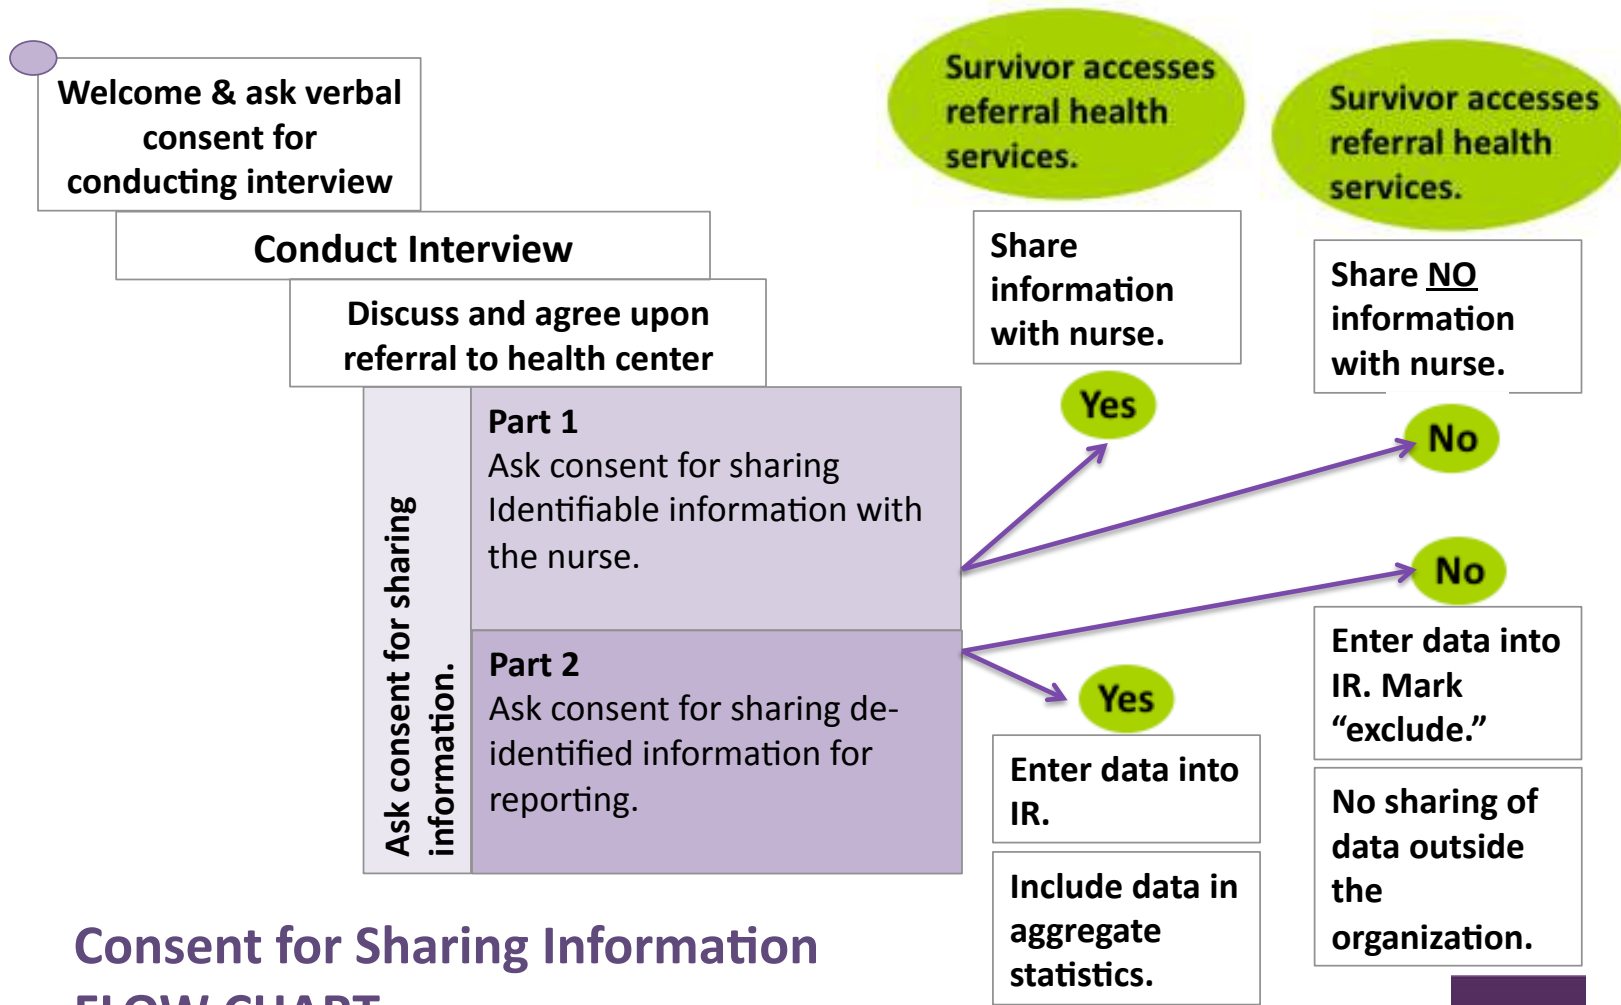 Welcome & ask verbal
consent for
conducting interview
Conduct Interview
Discuss and agree upon
referral to health center
Ask consent for sharing
information.
Part 1
Ask consent for sharing
Identifiable information with
the nurse.
Part 2
Ask consent for sharing de-
identified information for
reporting.
Survivor accesses
referral health
services.
Share
information
with nurse.
Yes
Survivor accesses
referral health
services.
Share NO
information
with nurse.
No
Yes
Enter data into
IR.
Include data in
aggregate
statistics.
No
Enter data into
IR. Mark
“exclude.”
No sharing of
data outside
the
organization.
Consent for Sharing Information
FLOW CHART